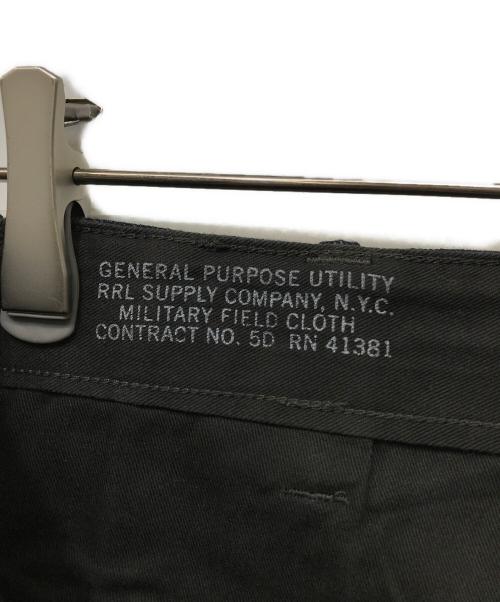 GENERAL PURPOSE UTILITY
RRL SUPPLY COMPANY, N.Y.C.
MILITARY FIELD CLOTH
CONTRACT NO. 5D RN 41381